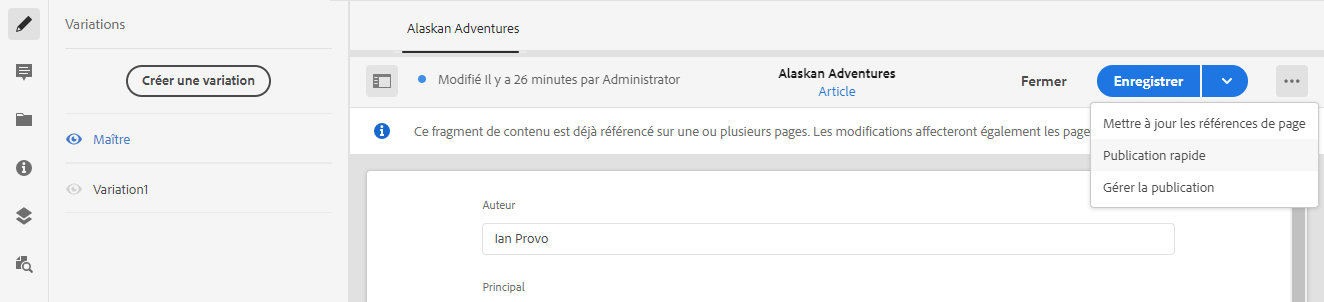 Variations
Créer une variation
Maître
Variation1
Alaskan Adventures
Modifié Il y a 26 minutes par Administrator
Alaskan Adventures
Article
Fermer
Enregistrer
Ce fragment de contenu est déjà référencé sur une ou plusieurs pages. Les modifications affecteront également les page
Mettre à jour les références de page
Publication rapide
Gérer la publication
Auteur
Ian Provo
Principal